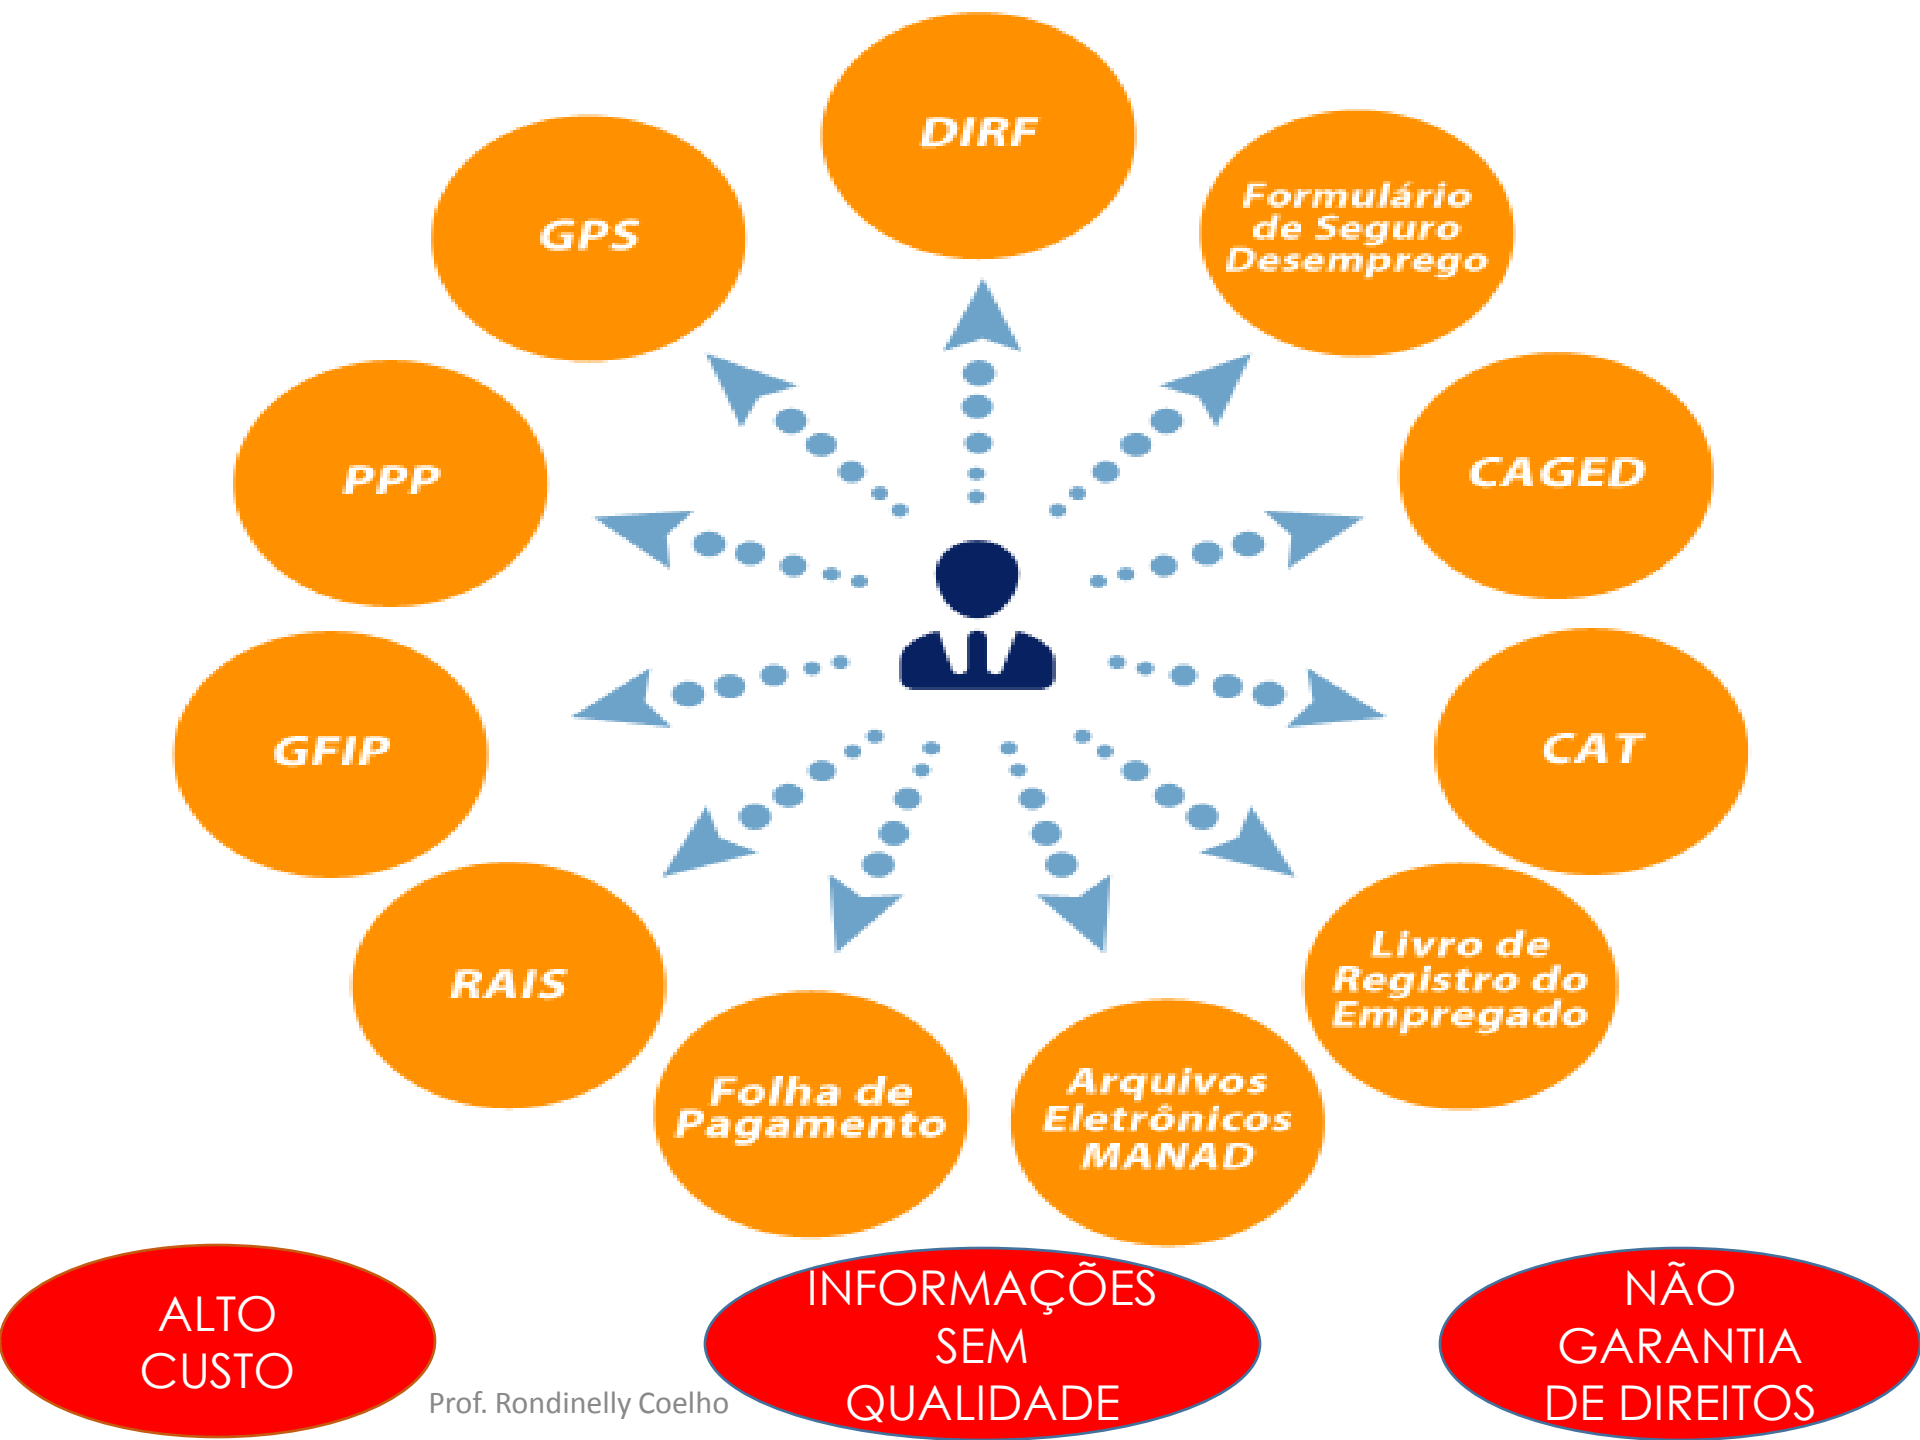 DIRF
Formulário
de Seguro
Desemprego
GPS
CAGED
PPP
CAT
GFIP
Livro de
Registro do
Empregado
RAIS
Arquivos
Eletrônicos
MANAD
Folha de
Pagamento
ALTO
CUSTO
INFORMAÇÕES
SEM
QUALIDADE
NÃO
GARANTIA
DE DIREITOS
Prof. Rondinelly Coelho